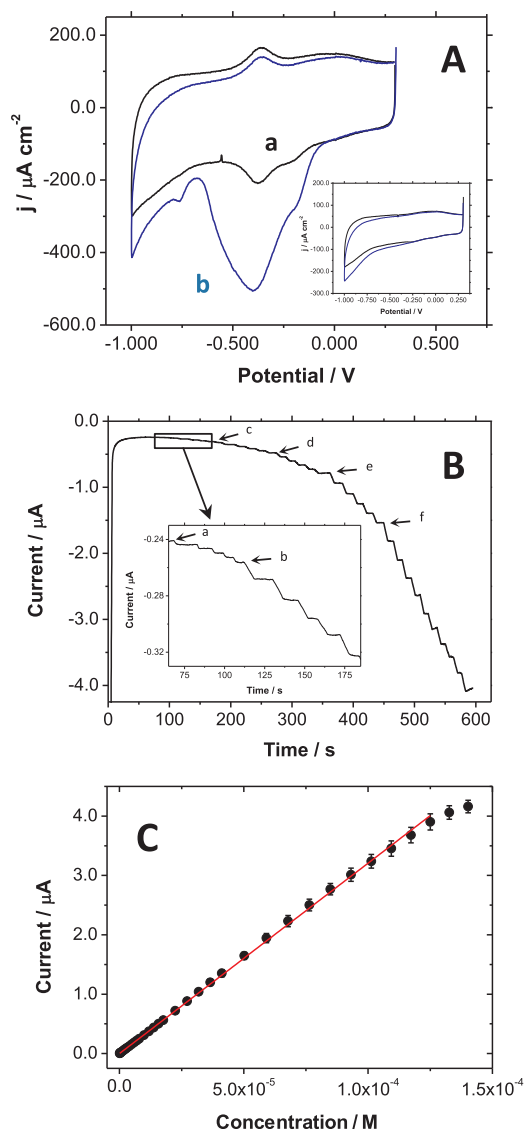 A
200.0
0.0
-200.0
-400.0
-600.0
j / µA cm-2
a
b
200.0
100.0
0.0
-100.0
-200.0
-300.0
j / µA cm-2
-1.000 -0.750 -0.500 -0.250 0.000 0.250
Potential / V
-1.000 -0.500 0.000 0.500
Potential / V
B
0.0
-1.0
-2.0
-3.0
-4.0
Current / µA
c
d
e
f
-0.24
-0.28
-0.32
Current / µA
a
b
75 100 125 150 175
Time / s
0 100 200 300 400 500 600
Time / s
C
4.0
3.0
2.0
1.0
0.0
Current / µA
0.0 5.0x10-5 1.0x10-4 1.5x10-4
Concentration / M